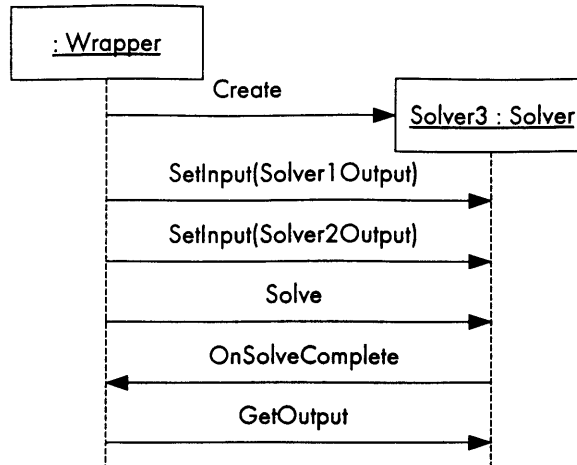 : Wrapper
Create
Solver3 : Solver
SetInput(Solver1Output)
SetInput(Solver2Output)
Solve
OnSolveComplete
GetOutput